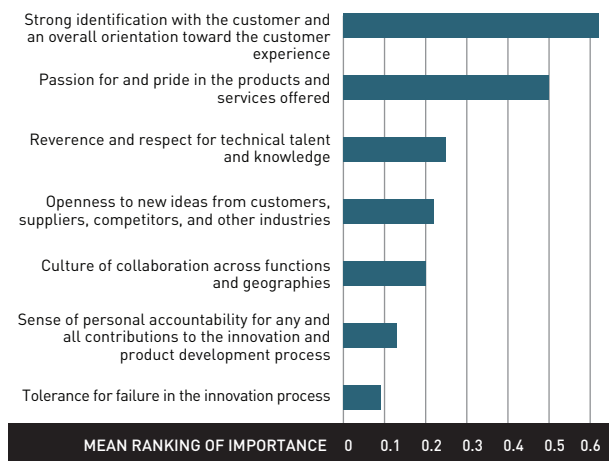 Strong identification with the customer and
an overall orientation toward the customer
experience
Passion for and pride in the products and
services offered
Reverence and respect for technical talent
and knowledge
Openness to new ideas from customers,
suppliers, competitors, and other industries
Culture of collaboration across functions
and geographies
Sense of personal accountability for any and
all contributions to the innovation and
product development process
Tolerance for failure in the innovation process
MEAN RANKING OF IMPORTANCE 0 0.1 0.2 0.3 0.4 0.5 0.6